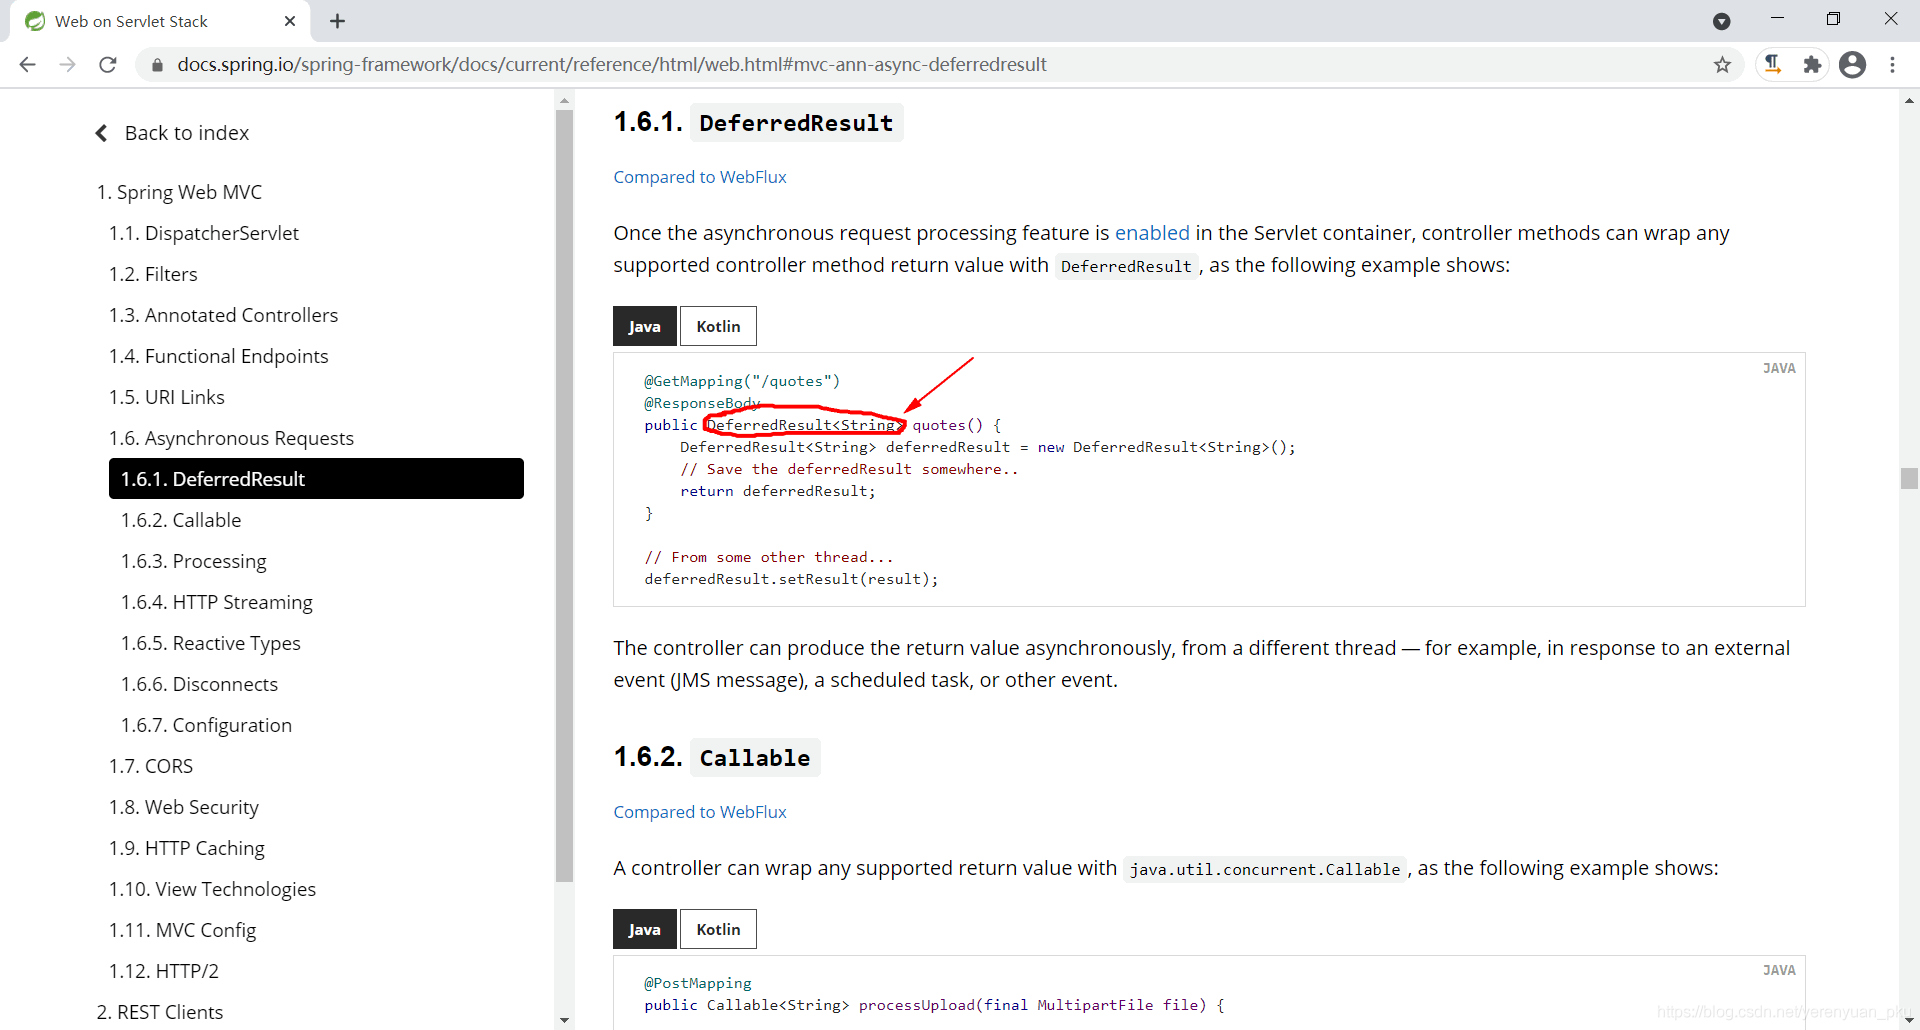 Web on Servlet Stack
docs.spring.io/spring-framework/docs/current/reference/html/web.html#mvc-ann-async-deferredresult
Back to index
1. Spring Web MVC
1.1. DispatcherServlet
1.2. Filters
1.3. Annotated Controllers
1.4. Functional Endpoints
1.5. URI Links
1.6. Asynchronous Requests
1.6.1. DeferredResult
1.6.2. Callable
1.6.3. Processing
1.6.4. HTTP Streaming
1.6.5. Reactive Types
1.6.6. Disconnects
1.6.7. Configuration
1.7. CORS
1.8. Web Security
1.9. HTTP Caching
1.10. View Technologies
1.11. MVC Config
1.12. HTTP/2
2. REST Clients
1.6.1. DeferredResult
Compared to WebFlux
Once the asynchronous request processing feature is enabled in the Servlet container, controller methods can wrap any
supported controller method return value with DeferredResult, as the following example shows:
Java Kotlin
JAVA
@GetMapping("/quotes")
@ResponseBody
public DeferredResult<String> quotes() {
    DeferredResult<String> deferredResult = new DeferredResult<String>();
    // Save the deferredResult somewhere..
    return deferredResult;
}
// From some other thread...
deferredResult.setResult(result);
The controller can produce the return value asynchronously, from a different thread — for example, in response to an external
event (JMS message), a scheduled task, or other event.
1.6.2. Callable
Compared to WebFlux
A controller can wrap any supported return value with java.util.concurrent.Callable, as the following example shows:
Java Kotlin
JAVA
@PostMapping
public Callable<String> processUpload(final MultipartFile file) {
https://blog.csdn.net/yerenyuan_pku